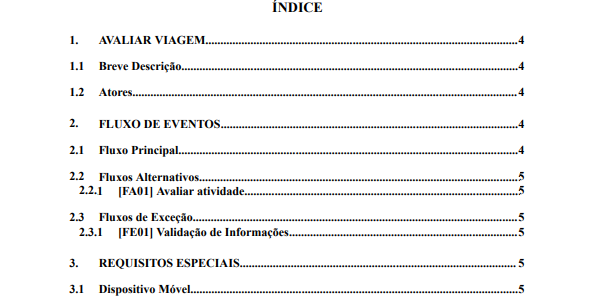 ÍNDICE
1. AVALIAR VIAGEM....................................................................................................4
1.1 Breve Descrição....................................................................................................4
1.2 Atores....................................................................................................4
2. FLUXO DE EVENTOS....................................................................................................4
2.1 Fluxo Principal....................................................................................................4
2.2 Fluxos Alternativos....................................................................................................5
2.2.1 [FA01] Avaliar atividade....................................................................................................5
2.3 Fluxos de Exceção....................................................................................................5
2.3.1 [FE01] Validação de Informações....................................................................................................5
3. REQUISITOS ESPECIAIS....................................................................................................5
3.1 Dispositivo Móvel....................................................................................................5